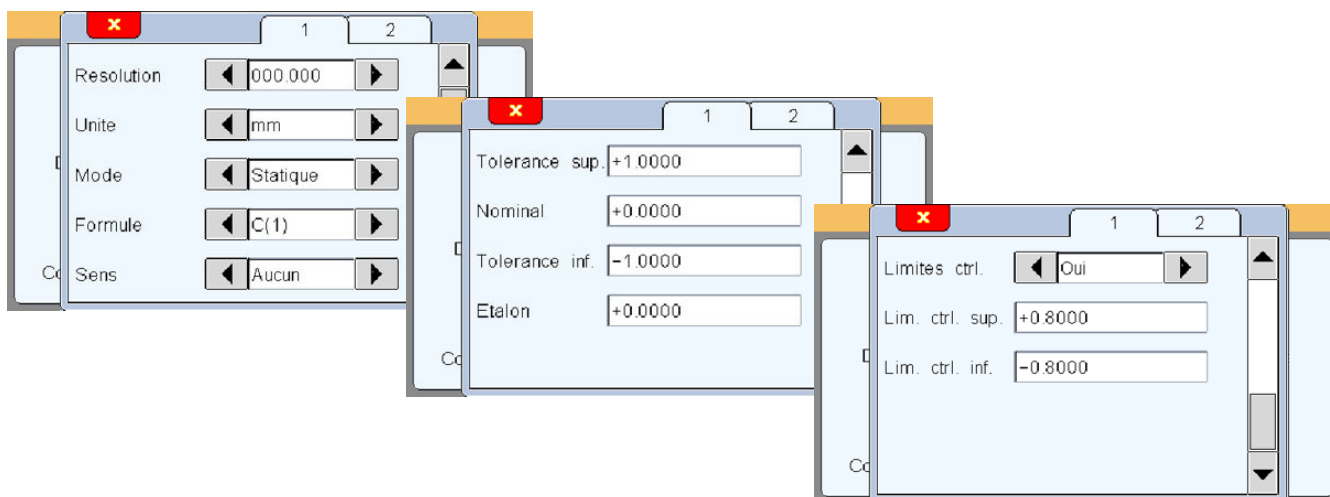 x
1 2
Resolution 000.000
Unite mm
Mode Statique
Formule C(1)
Sens Aucun
x
1 2
Tolerance sup. +1.0000
Nominal +0.0000
Tolerance inf. -1.0000
Etalon +0.0000
x
1 2
Limites ctrl. Oui
Lim. ctrl. sup. +0.8000
Lim. ctrl. inf. -0.8000